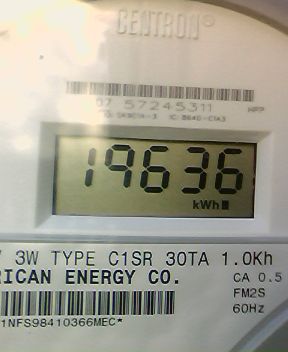 CENTRON®
07 57245311
19636
kWh
3W TYPE C1SR 30TA 1.0Kh
RICAN ENERGY CO.
CA 0.5
FM2S
60Hz
1NFS98410366MEC*